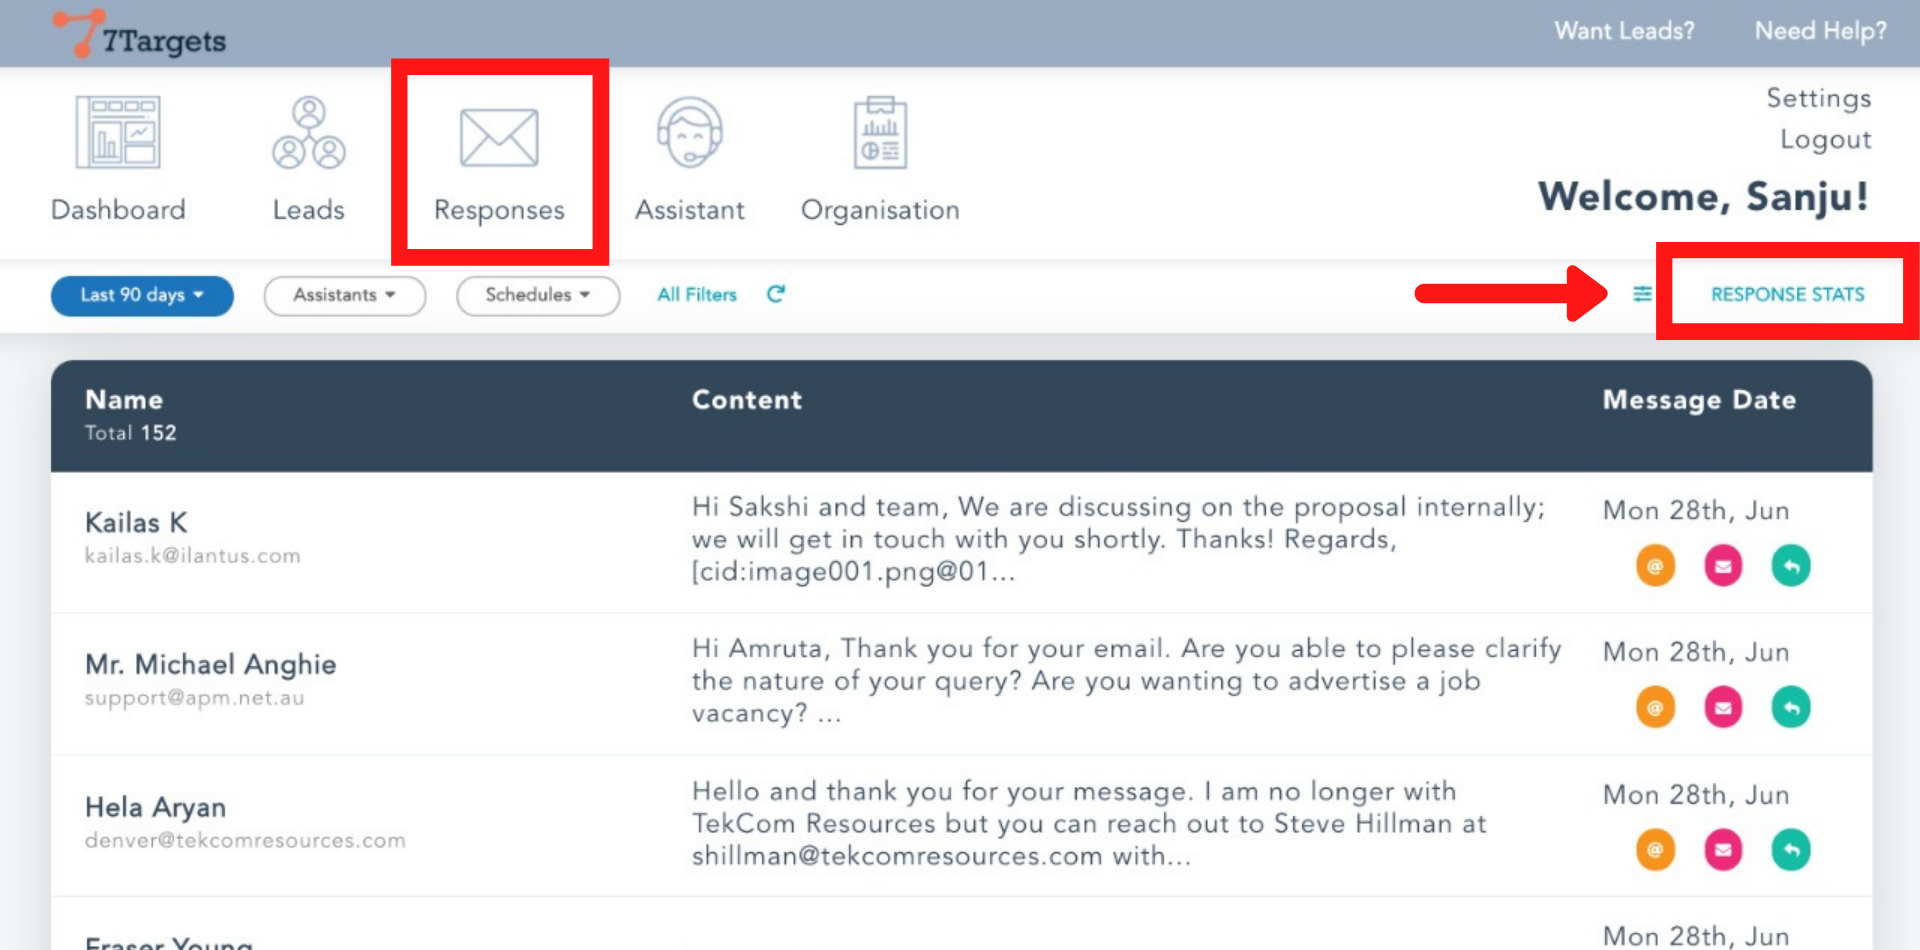 7Targets
Want Leads?
Need Help?
Dashboard
Leads
Responses
Assistant
Organisation
Settings
Logout
Welcome, Sanju!
Last 90 days
Assistants
Schedules
All Filters
RESPONSE STATS
Name
Content
Message Date
Total 152
Kailas K
kailas.k@ilantus.com
Hi Sakshi and team, We are discussing on the proposal internally;
we will get in touch with you shortly. Thanks! Regards,
[cid:image001.png@01...
Mon 28th, Jun
Mr. Michael Anghie
support@apm.net.au
Hi Amruta, Thank you for your email. Are you able to please clarify
the nature of your query? Are you wanting to advertise a job
vacancy? ...
Mon 28th, Jun
Hela Aryan
denver@tekcomresources.com
Hello and thank you for your message. I am no longer with
TekCom Resources but you can reach out to Steve Hillman at
shillman@tekcomresources.com with...
Mon 28th, Jun
Fraser Young
Mon 28th, Jun